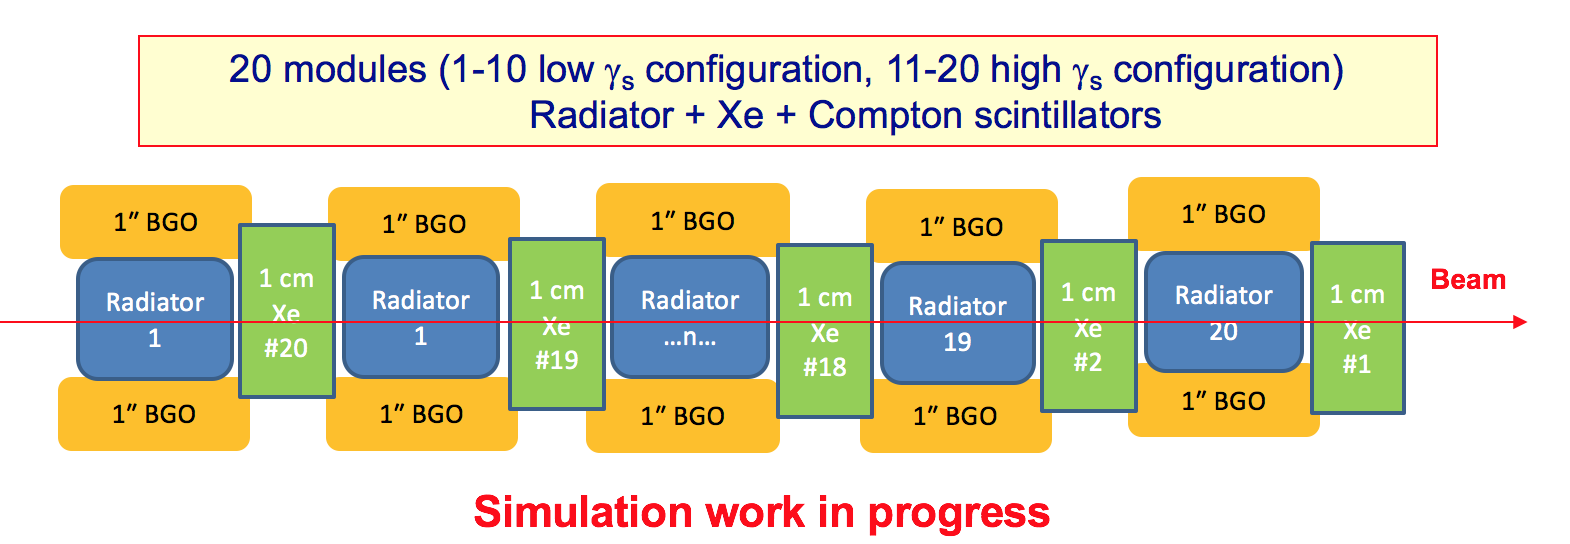 20 modules (1-10 low γs configuration, 11-20 high γs configuration)
Radiator + Xe + Compton scintillators
1” BGO
1” BGO
1” BGO
1” BGO
1” BGO
Radiator
1
1 cm
Xe
#20
Radiator
1
1 cm
Xe
#19
Radiator
...n...
1 cm
Xe
#18
Radiator
19
1 cm
Xe
#2
Radiator
20
1 cm
Xe
#1
Beam
1” BGO
1” BGO
1” BGO
1” BGO
1” BGO
Simulation work in progress